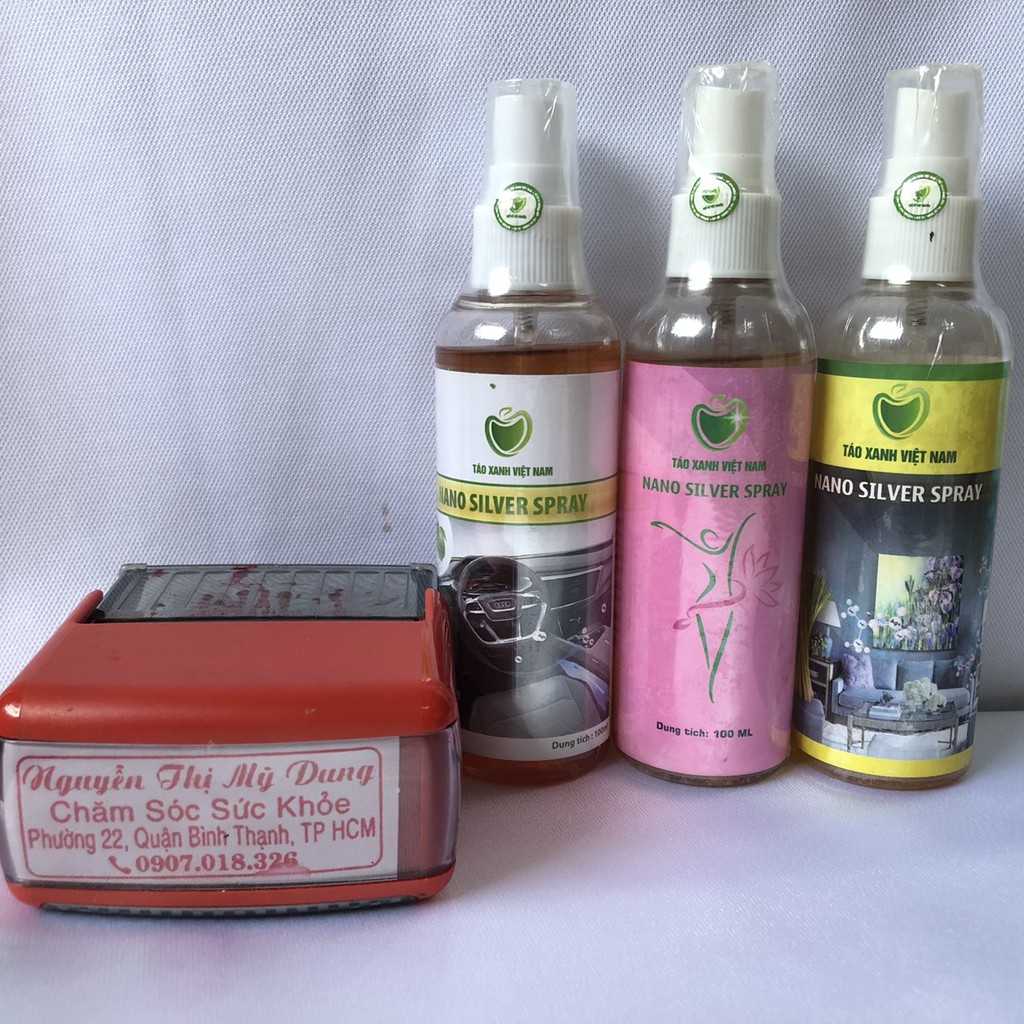 TÁO XANH VIỆT NAM
NANO SILVER SPRAY
Dung tích : 100m
TÁO XANH VIỆT NAM
NANO SILVER SPRAY
Dung tích: 100 ML
TÁO XANH VIỆT NAM
NANO SILVER SPRAY
Nguyễn Thị Mỹ Dung
Chăm Sóc Sức Khỏe
Phường 22, Quận Bình Thạnh, TP HCM
0907.018.326